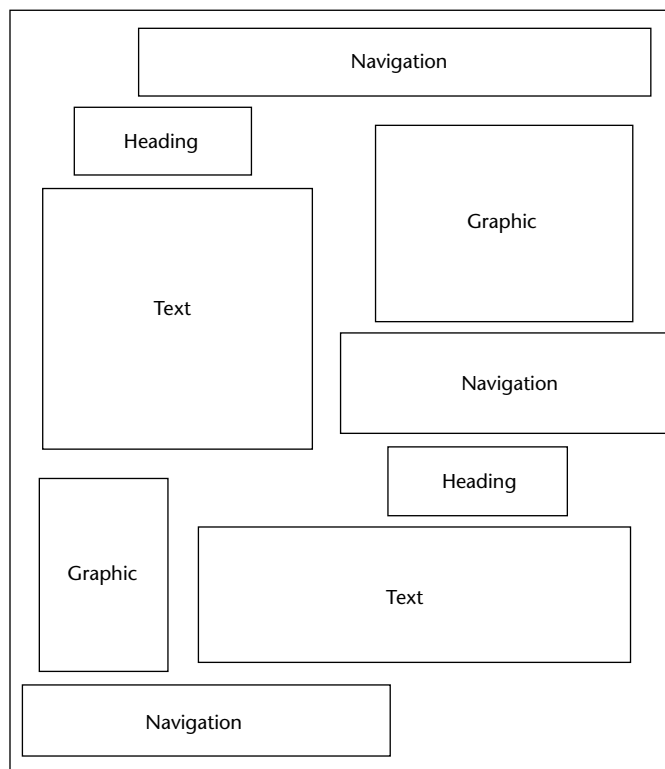 Navigation
Heading
Graphic
Text
Navigation
Heading
Graphic
Text
Navigation